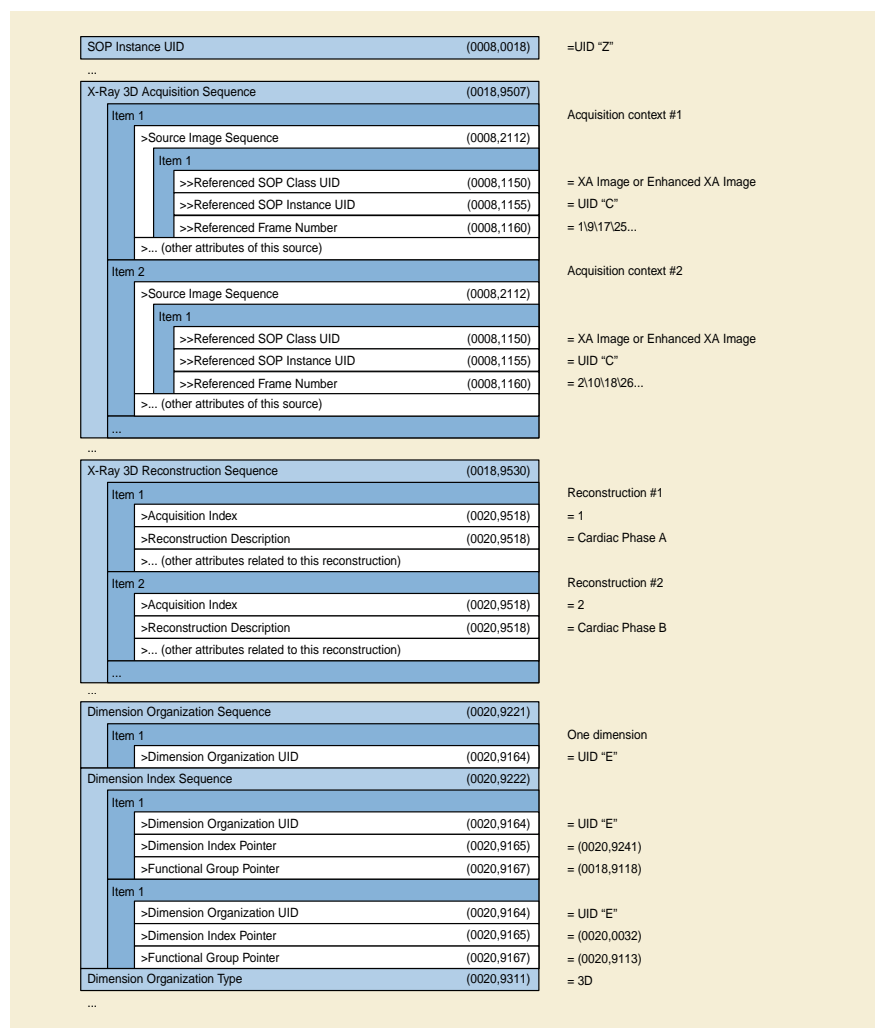 SOP Instance UID (0008,0018) =UID “Z”
...
X-Ray 3D Acquisition Sequence (0018,9507)
Item 1 Acquisition context #1
>Source Image Sequence (0008,2112)
Item 1
>>Referenced SOP Class UID (0008,1150) = XA Image or Enhanced XA Image
>>Referenced SOP Instance UID (0008,1155) = UID “C”
>>Referenced Frame Number (0008,1160) = 1\9\17\25...
>... (other attributes of this source)
Item 2 Acquisition context #2
>Source Image Sequence (0008,2112)
Item 1
>>Referenced SOP Class UID (0008,1150) = XA Image or Enhanced XA Image
>>Referenced SOP Instance UID (0008,1155) = UID “C”
>>Referenced Frame Number (0008,1160) = 2\10\18\26...
>... (other attributes of this source)
...
...
X-Ray 3D Reconstruction Sequence (0018,9530)
Item 1 Reconstruction #1
>Acquisition Index (0020,9518) = 1
>Reconstruction Description (0020,9518) = Cardiac Phase A
>... (other attributes related to this reconstruction)
Item 2 Reconstruction #2
>Acquisition Index (0020,9518) = 2
>Reconstruction Description (0020,9518) = Cardiac Phase B
>... (other attributes related to this reconstruction)
...
...
Dimension Organization Sequence (0020,9221)
Item 1 One dimension
>Dimension Organization UID (0020,9164) = UID “E”
Dimension Index Sequence (0020,9222)
Item 1
>Dimension Organization UID (0020,9164) = UID “E”
>Dimension Index Pointer (0020,9165) = (0020,9241)
>Functional Group Pointer (0020,9167) = (0018,9118)
Item 1
>Dimension Organization UID (0020,9164) = UID “E”
>Dimension Index Pointer (0020,9165) = (0020,0032)
>Functional Group Pointer (0020,9167) = (0020,9113)
Dimension Organization Type (0020,9311) = 3D
...